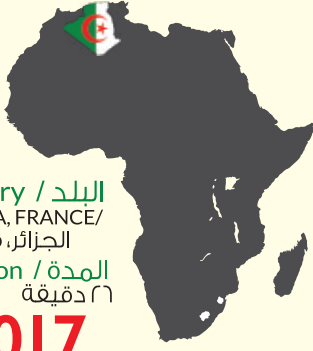 ry / البلد
A, FRANCE/
الجزائر،
on / المدة
٢٦ دقيقة
017